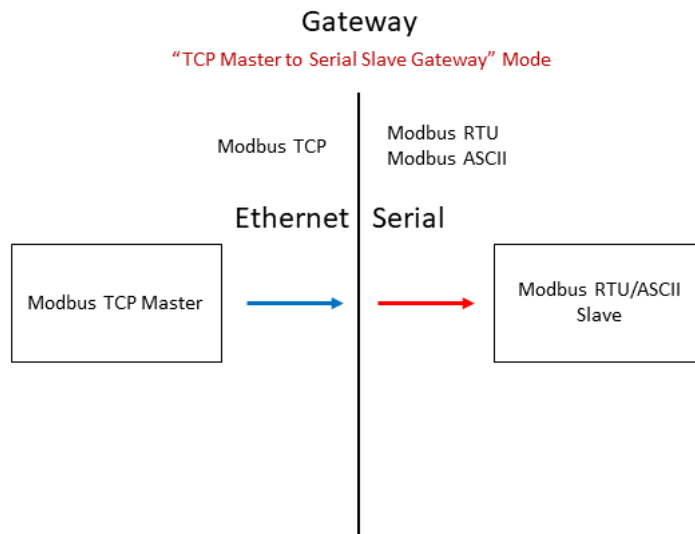 Gateway
“TCP Master to Serial Slave Gateway” Mode
Modbus TCP
Modbus RTU
Modbus ASCII
Ethernet
Serial
Modbus TCP Master
Modbus RTU/ASCII
Slave